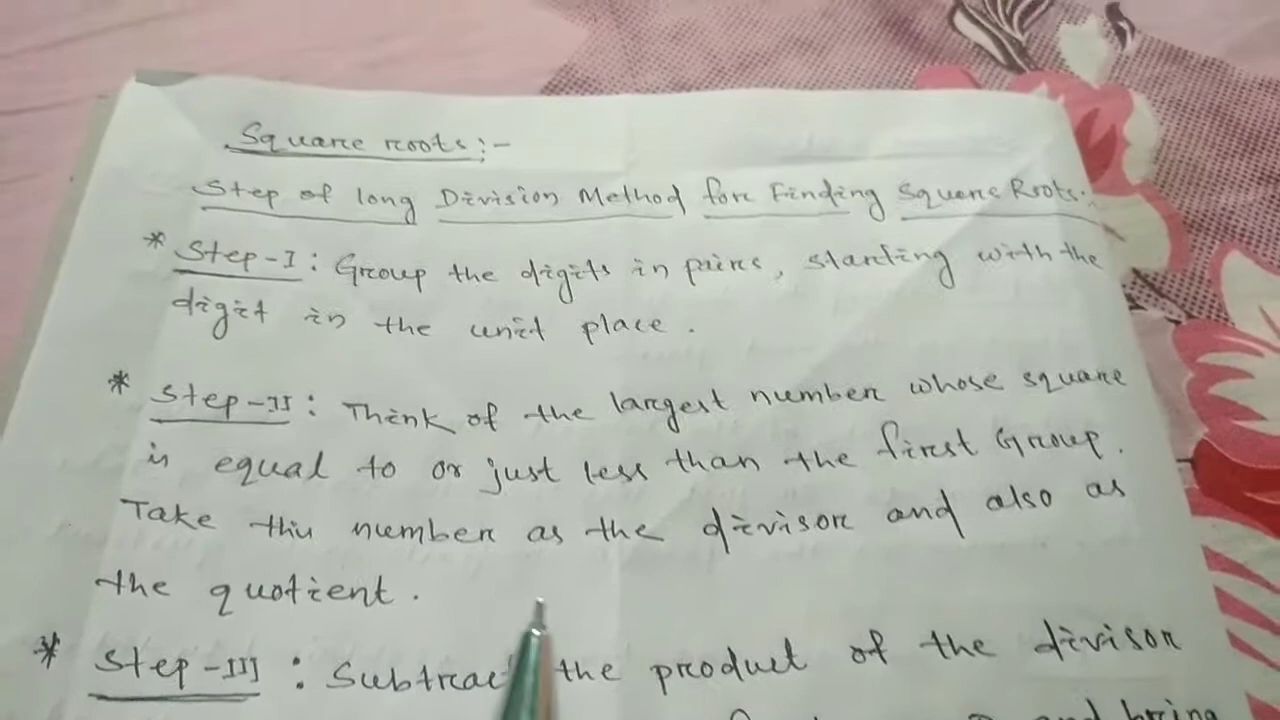 Square roots :-
Step of long Division Method for Finding Square Roots.
* Step-I : Group the digits in pairs, starting with the
digit in the unit place.
* Step-II : Think of the largest number whose square
is equal to or just less than the first Group.
Take this number as the divisor and also as
the quotient.
* Step-III : Subtract the product of the divisor
and bring